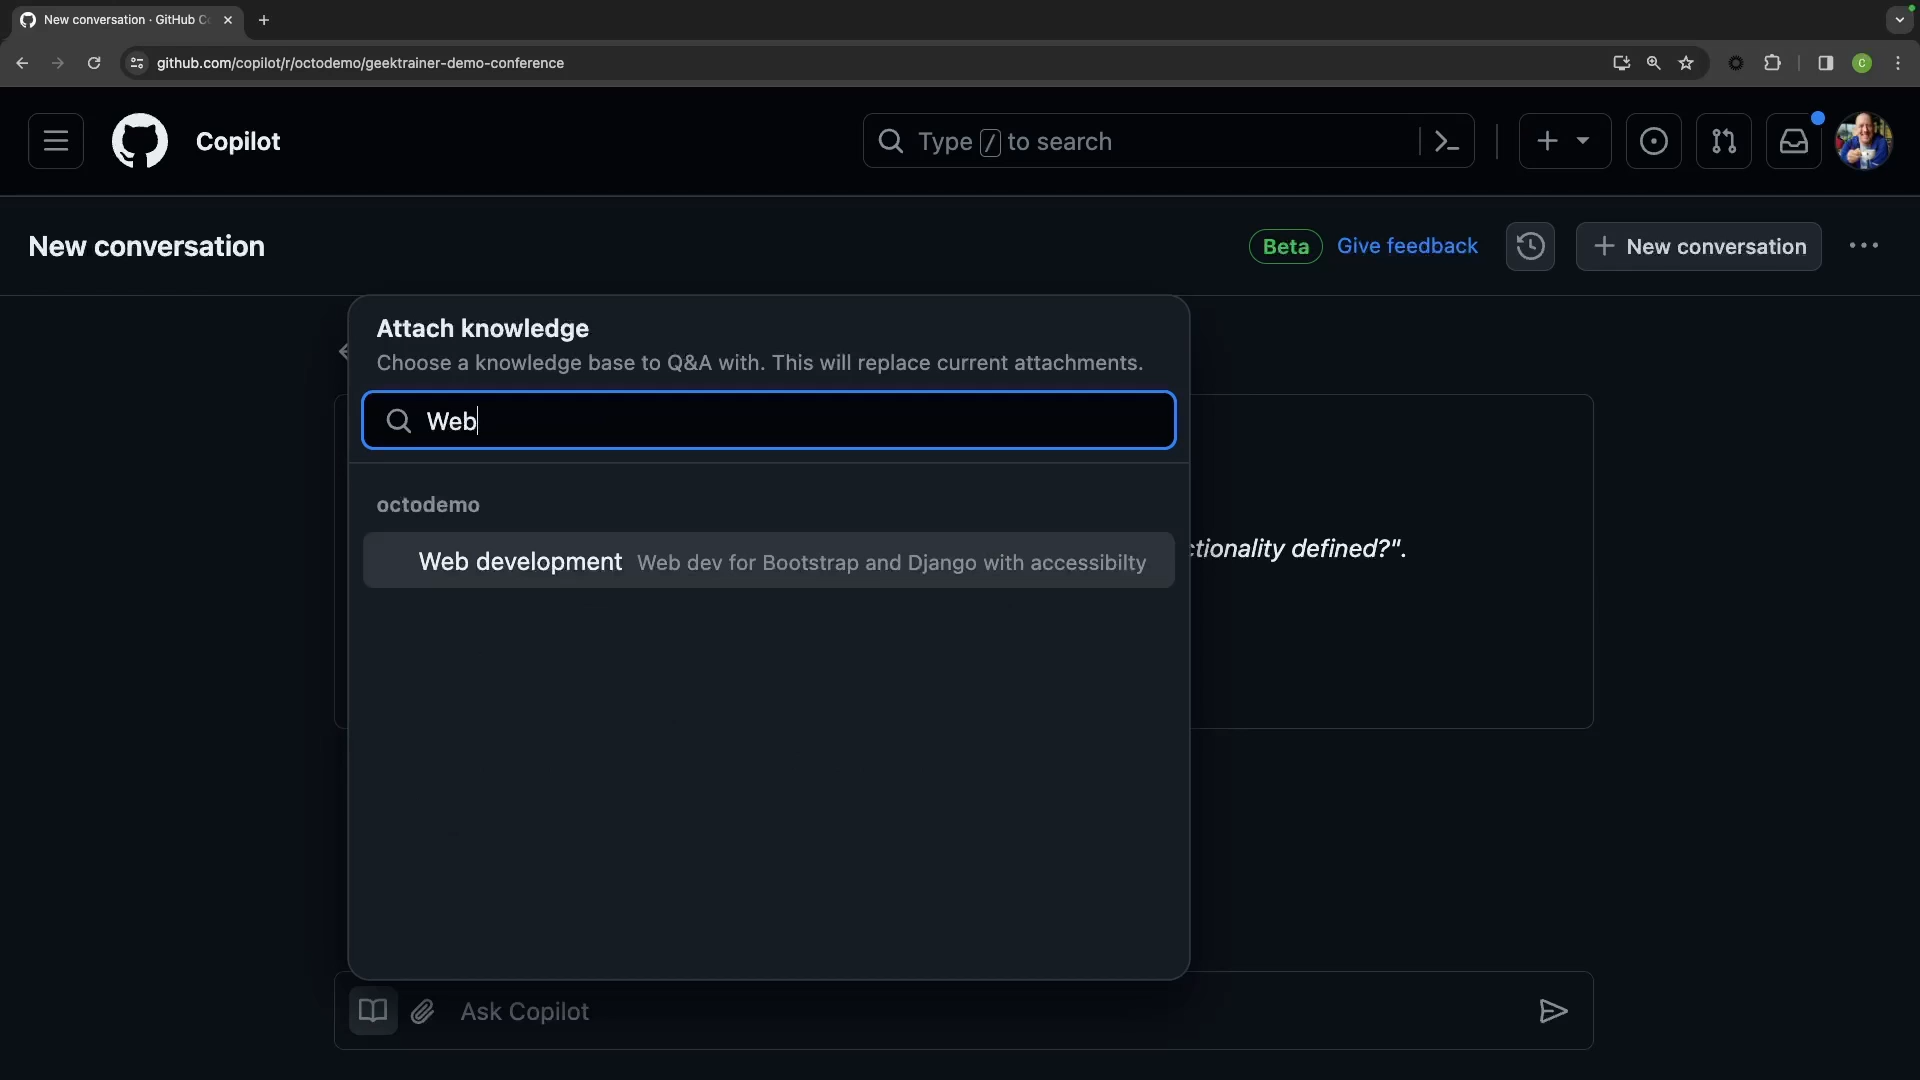 New conversation · GitHub C
github.com/copilot/r/octodemo/geektrainer-demo-conference
C
Copilot
Type / to search
New conversation
Beta
Give feedback
New conversation
Attach knowledge
Choose a knowledge base to Q&A with. This will replace current attachments.
Web
octodemo
Web development Web dev for Bootstrap and Django with accessibilty
ctionality defined?".
Ask Copilot